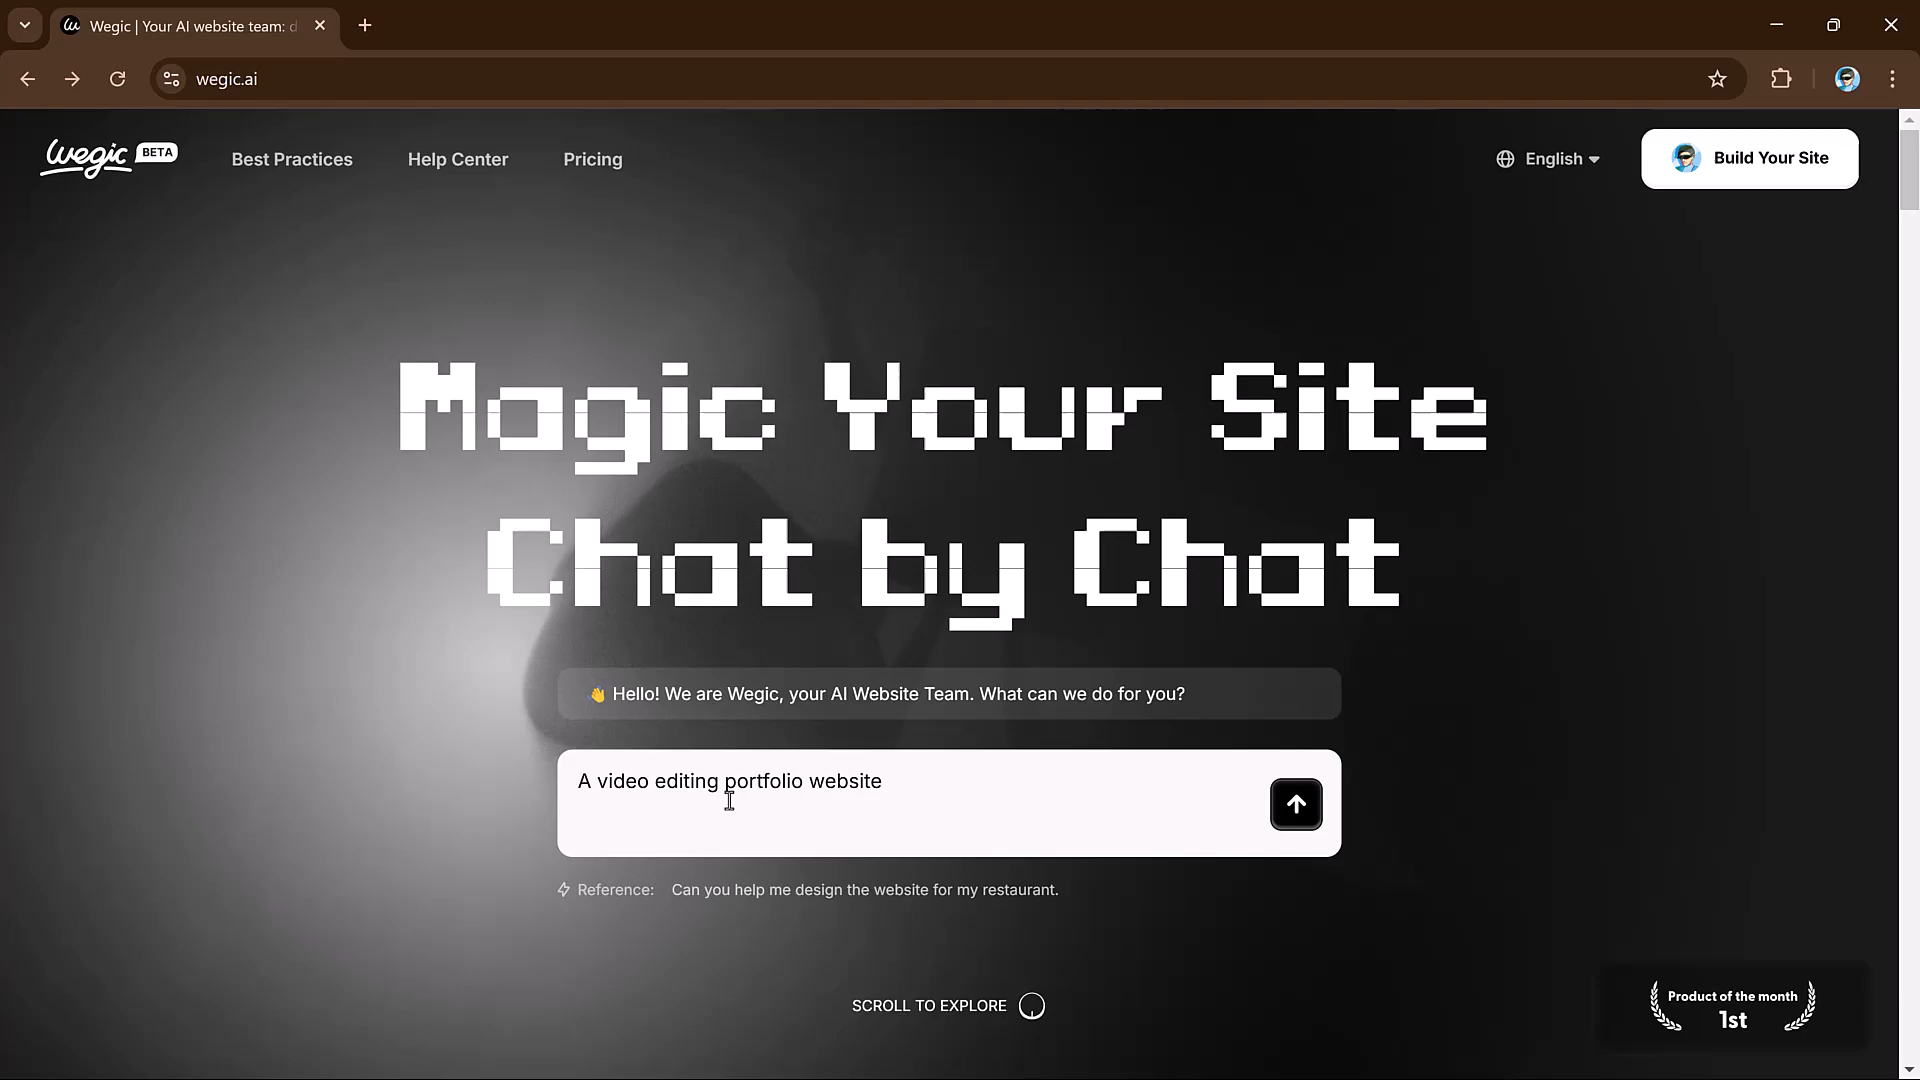 Wegic | Your AI website team: d
wegic.ai
Wegic BETA
Best Practices
Help Center
Pricing
English
Build Your Site
Magic Your Site
Chat by Chat
👋 Hello! We are Wegic, your AI Website Team. What can we do for you?
A video editing portfolio website
Reference: Can you help me design the website for my restaurant.
SCROLL TO EXPLORE
Product of the month
1st